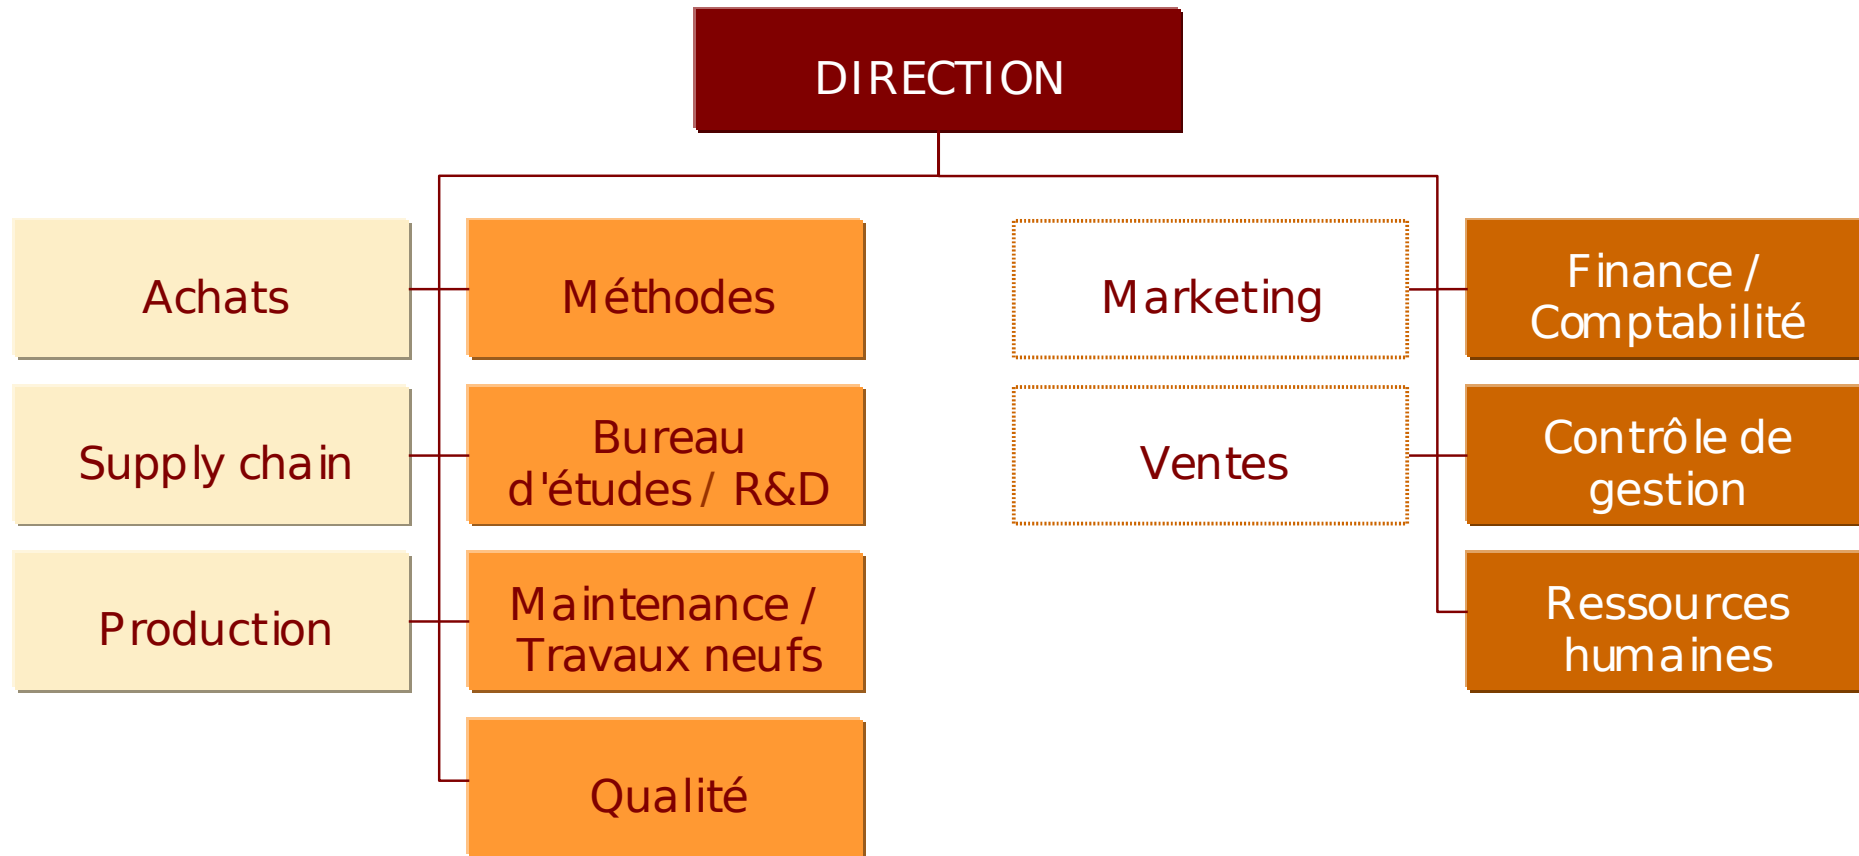 DIRECTION
Achats
Méthodes
Marketing
Finance /
Comptabilité
Supply chain
Bureau
d'études / R&D
Ventes
Contrôle de
gestion
Production
Maintenance /
Travaux neufs
Ressources
humaines
Qualité